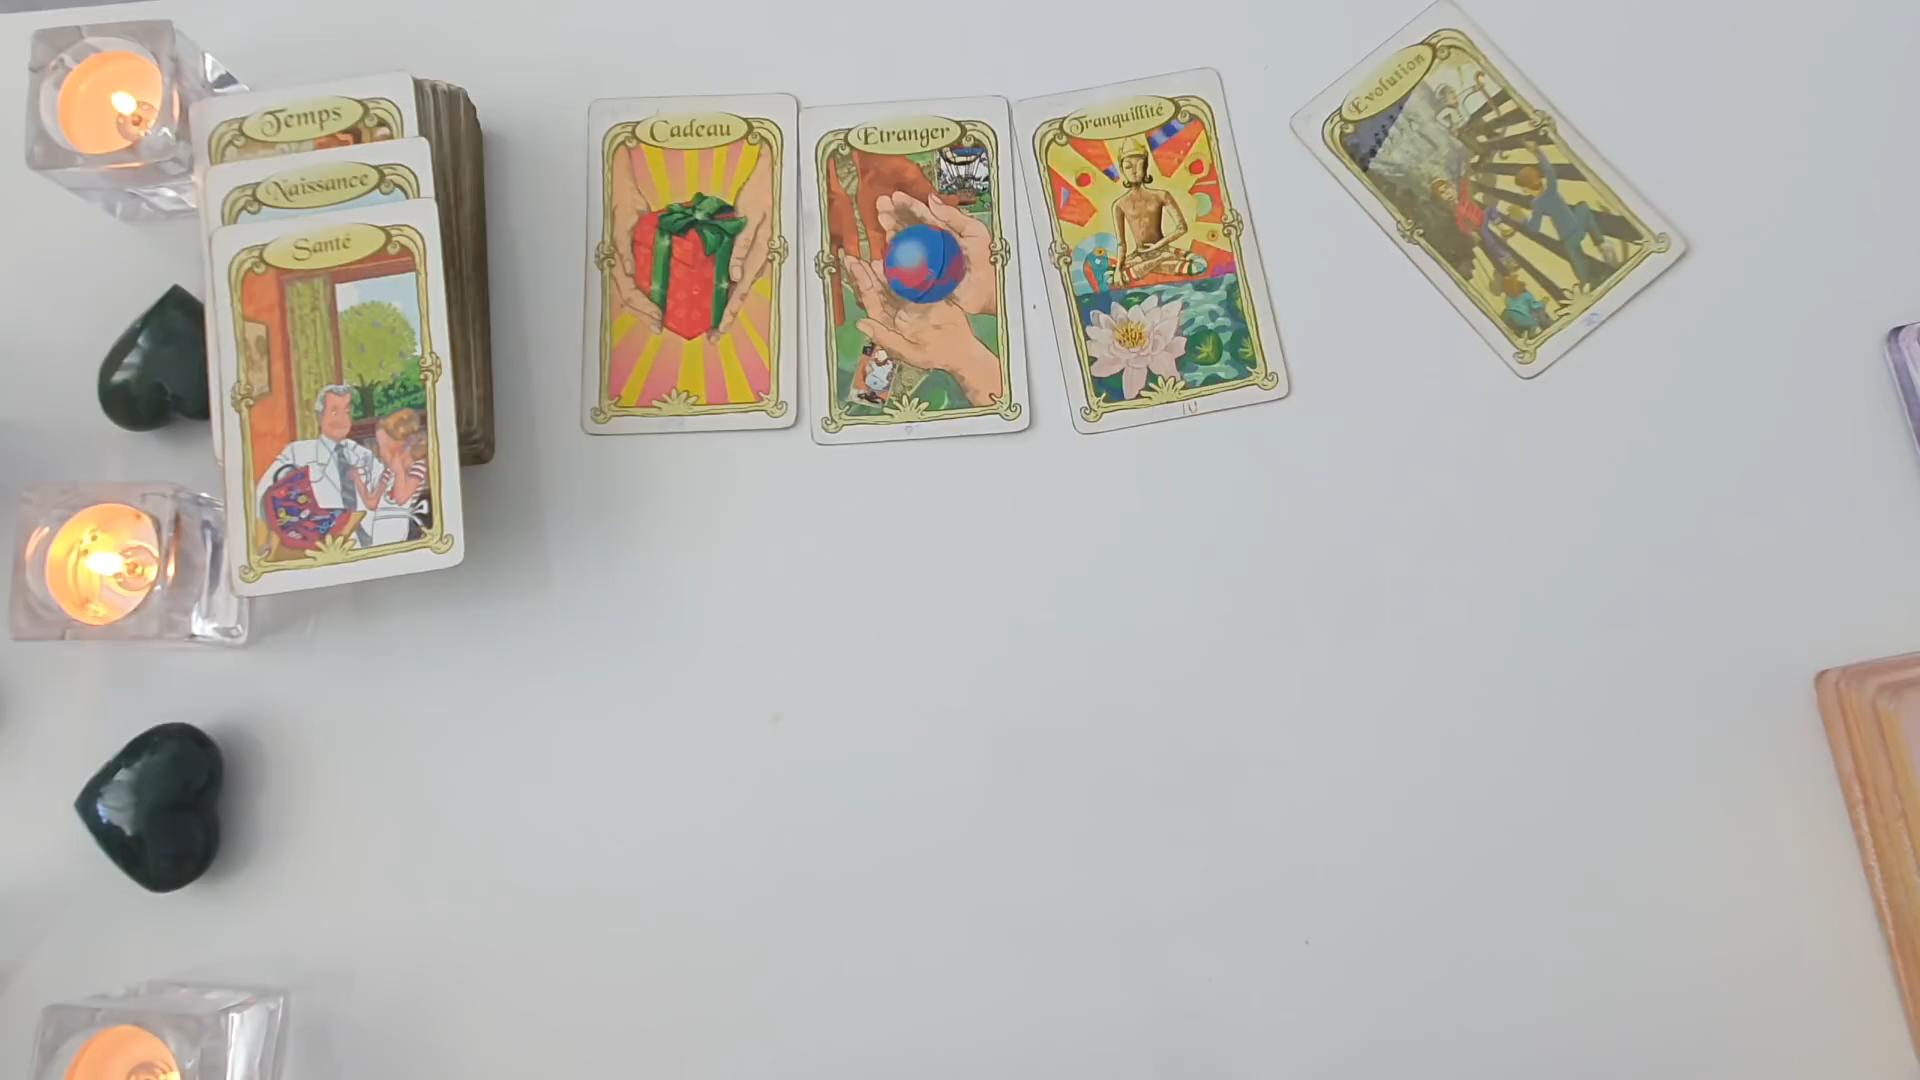 Temps
Naissance
Santé
Cadeau
Etranger
Tranquillité
Evolution